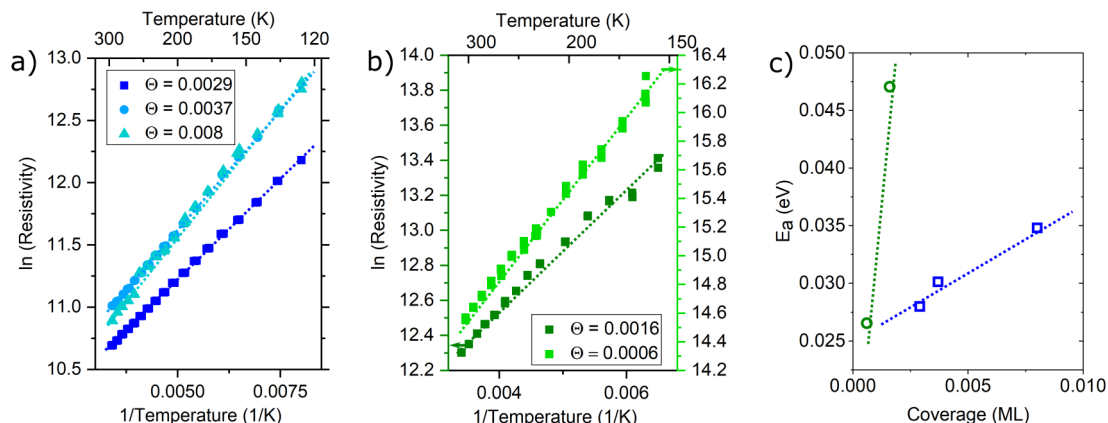 a)
Temperature (K)
300 200 150 120
13.0
12.5
12.0
11.5
11.0
10.5
ln (Resistivity)
Θ = 0.0029
Θ = 0.0037
Θ = 0.008
0.0050 0.0075
1/Temperature (1/K)
b)
Temperature (K)
300 200 150
14.0
13.8
13.6
13.4
13.2
13.0
12.8
12.6
12.4
12.2
ln (Resistivity)
16.4
16.2
16.0
15.8
15.6
15.4
15.2
15.0
14.8
14.6
14.4
14.2
Θ = 0.0016
Θ = 0.0006
0.004 0.006
1/Temperature (1/K)
c)
0.050
0.045
0.040
0.035
0.030
0.025
Ea (eV)
0.000 0.005 0.010
Coverage (ML)